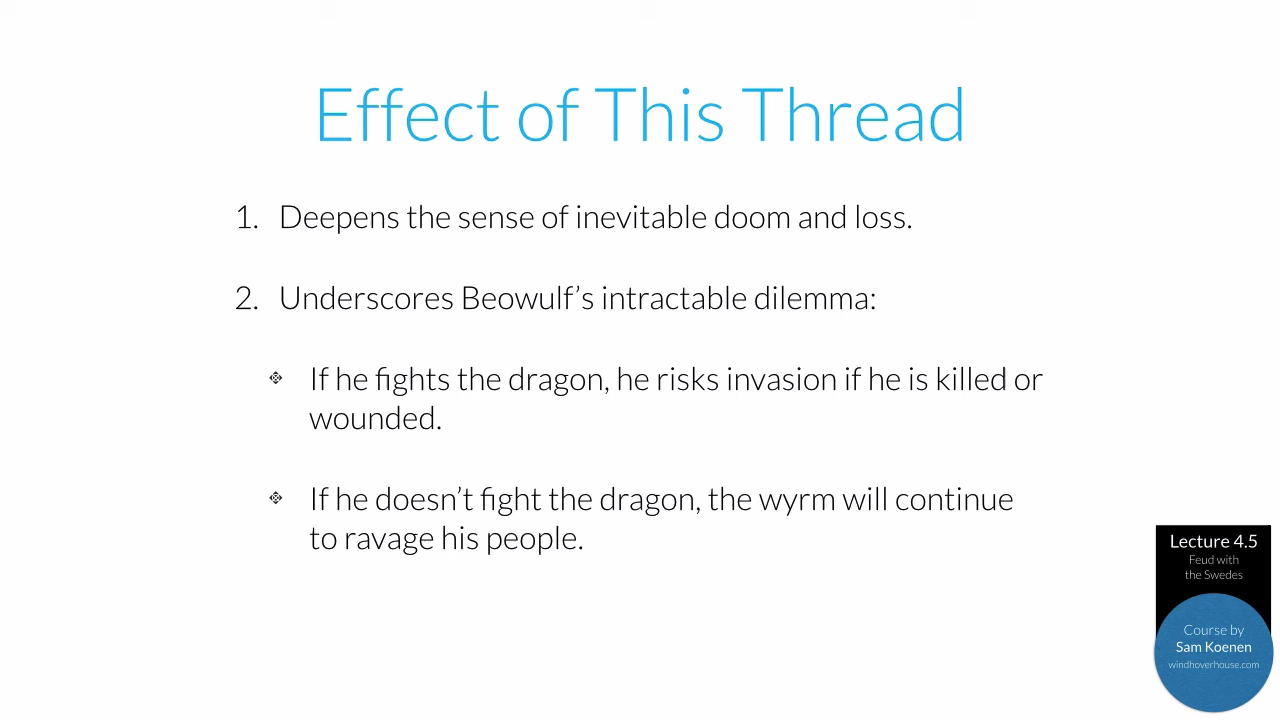 Effect of This Thread
1. Deepens the sense of inevitable doom and loss.
2. Underscores Beowulf’s intractable dilemma:
If he fights the dragon, he risks invasion if he is killed or
wounded.
If he doesn’t fight the dragon, the wyrm will continue
to ravage his people.
Lecture 4.5
Feud with
the Swedes
Course by
Sam Koenen
windhoverhouse.com